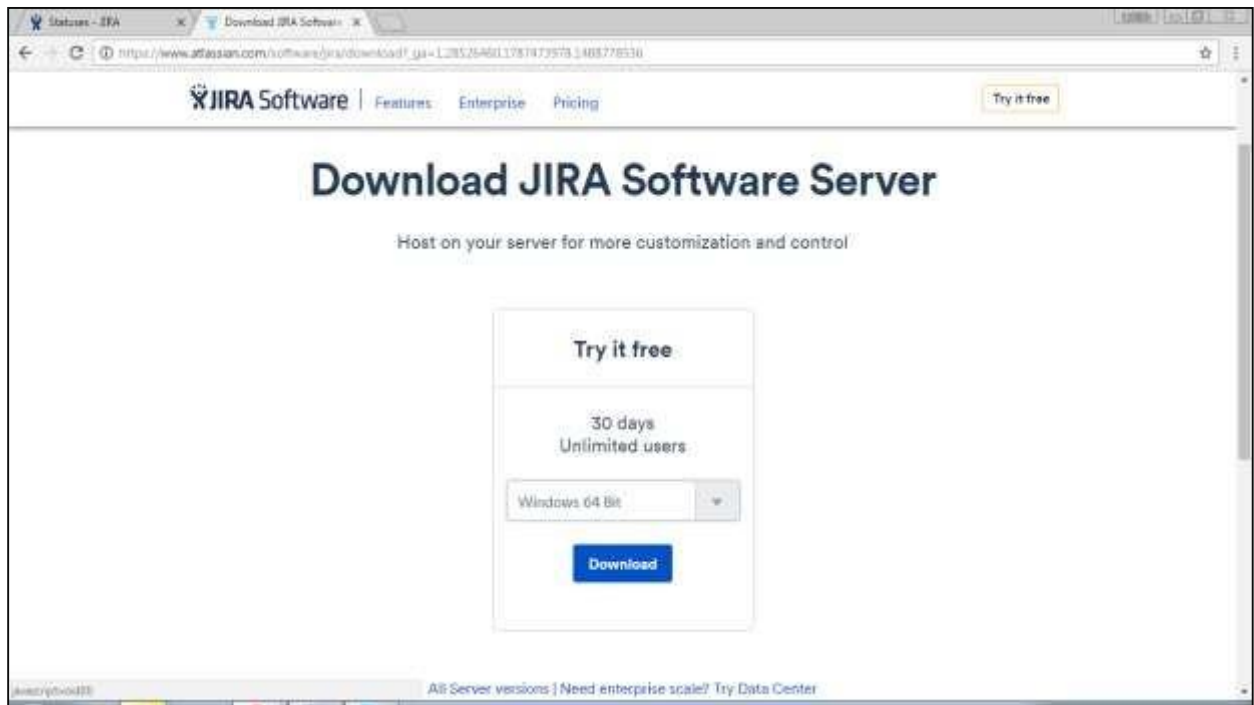 Statuses - JIRA
Download JIRA Software
JIRA Software | Features Enterprise Pricing
Try it free
Download JIRA Software Server
Host on your server for more customization and control
Try it free
30 days
Unlimited users
Windows 64 Bit
Download
All Server versions | Need enterprise scale? Try Data Center